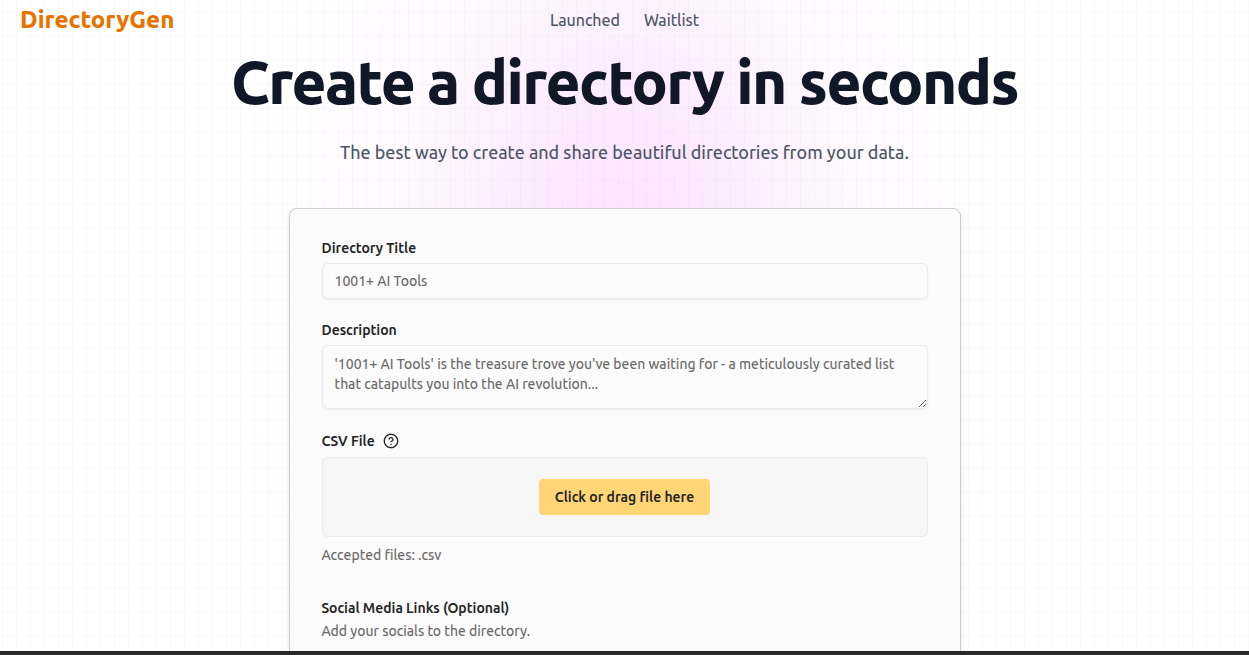 DirectoryGen
Launched
Waitlist
Create a directory in seconds
The best way to create and share beautiful directories from your data.
Directory Title
1001+ AI Tools
Description
'1001+ AI Tools' is the treasure trove you've been waiting for - a meticulously curated list
that catapults you into the AI revolution...
CSV File ?
Click or drag file here
Accepted files: .csv
Social Media Links (Optional)
Add your socials to the directory.